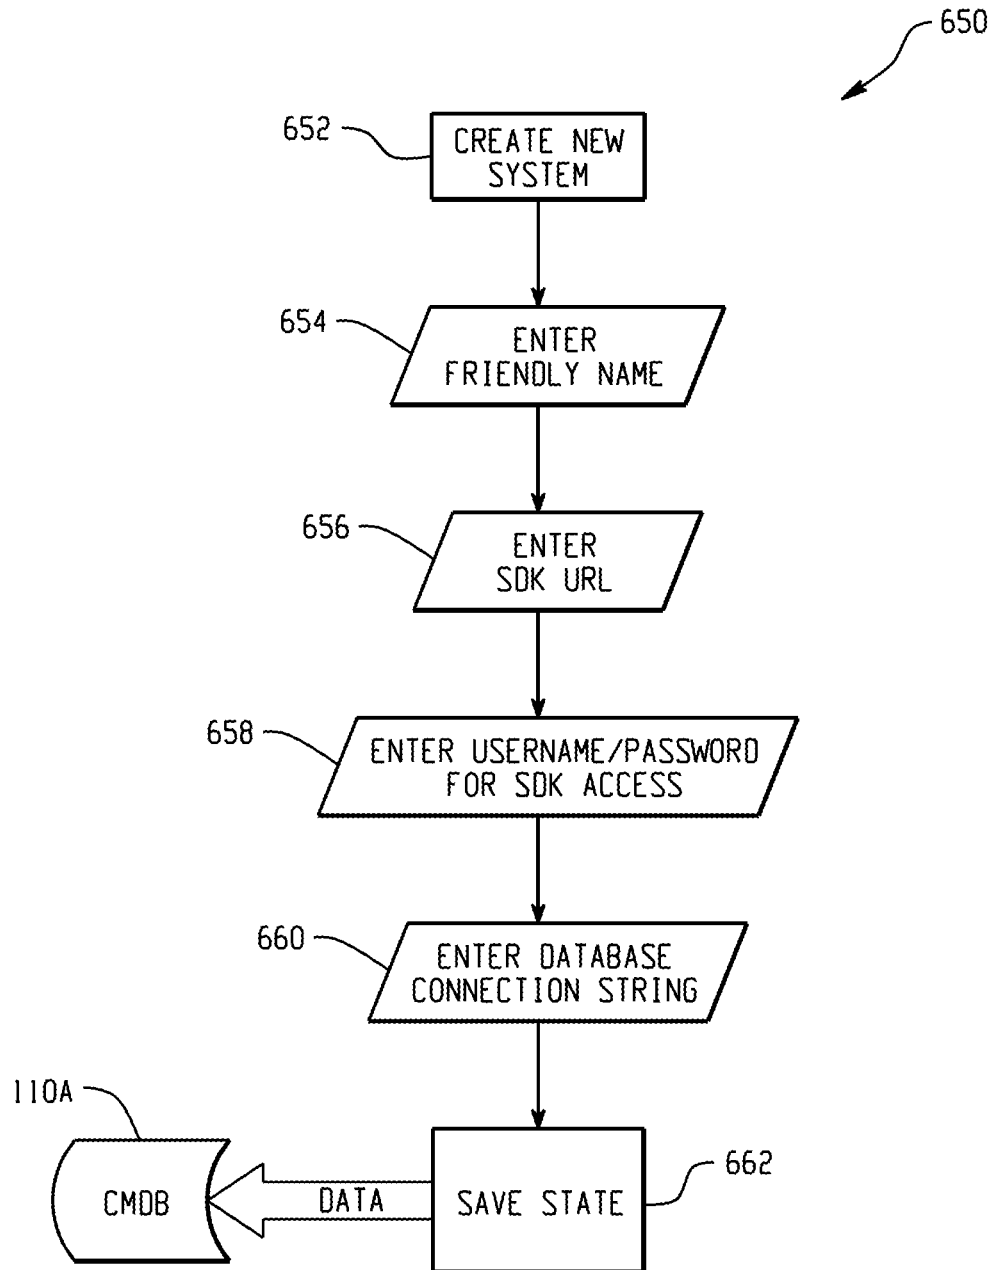 650
652
CREATE NEW
SYSTEM
654
ENTER
FRIENDLY NAME
656
ENTER
SDK URL
658
ENTER USERNAME/PASSWORD
FOR SDK ACCESS
660
ENTER DATABASE
CONNECTION STRING
110A
CMDB
DATA
SAVE STATE
662